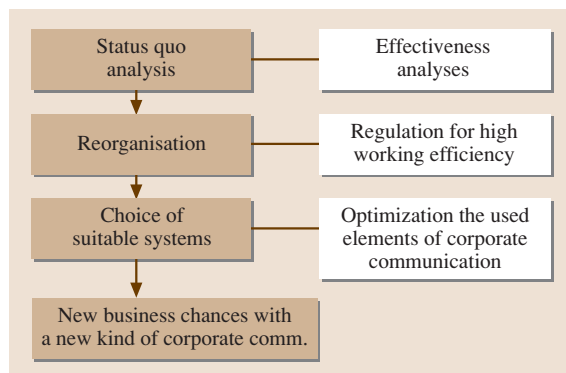 Status quo
analysis
Effectiveness
analyses
Reorganisation
Regulation for high
working efficiency
Choice of
suitable systems
Optimization the used
elements of corporate
communication
New business chances with
a new kind of corporate comm.